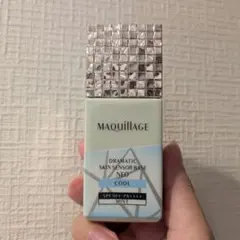 MAQuillAGE
DRAMATIC
SKIN SENSOR BASE
NEO
COOL